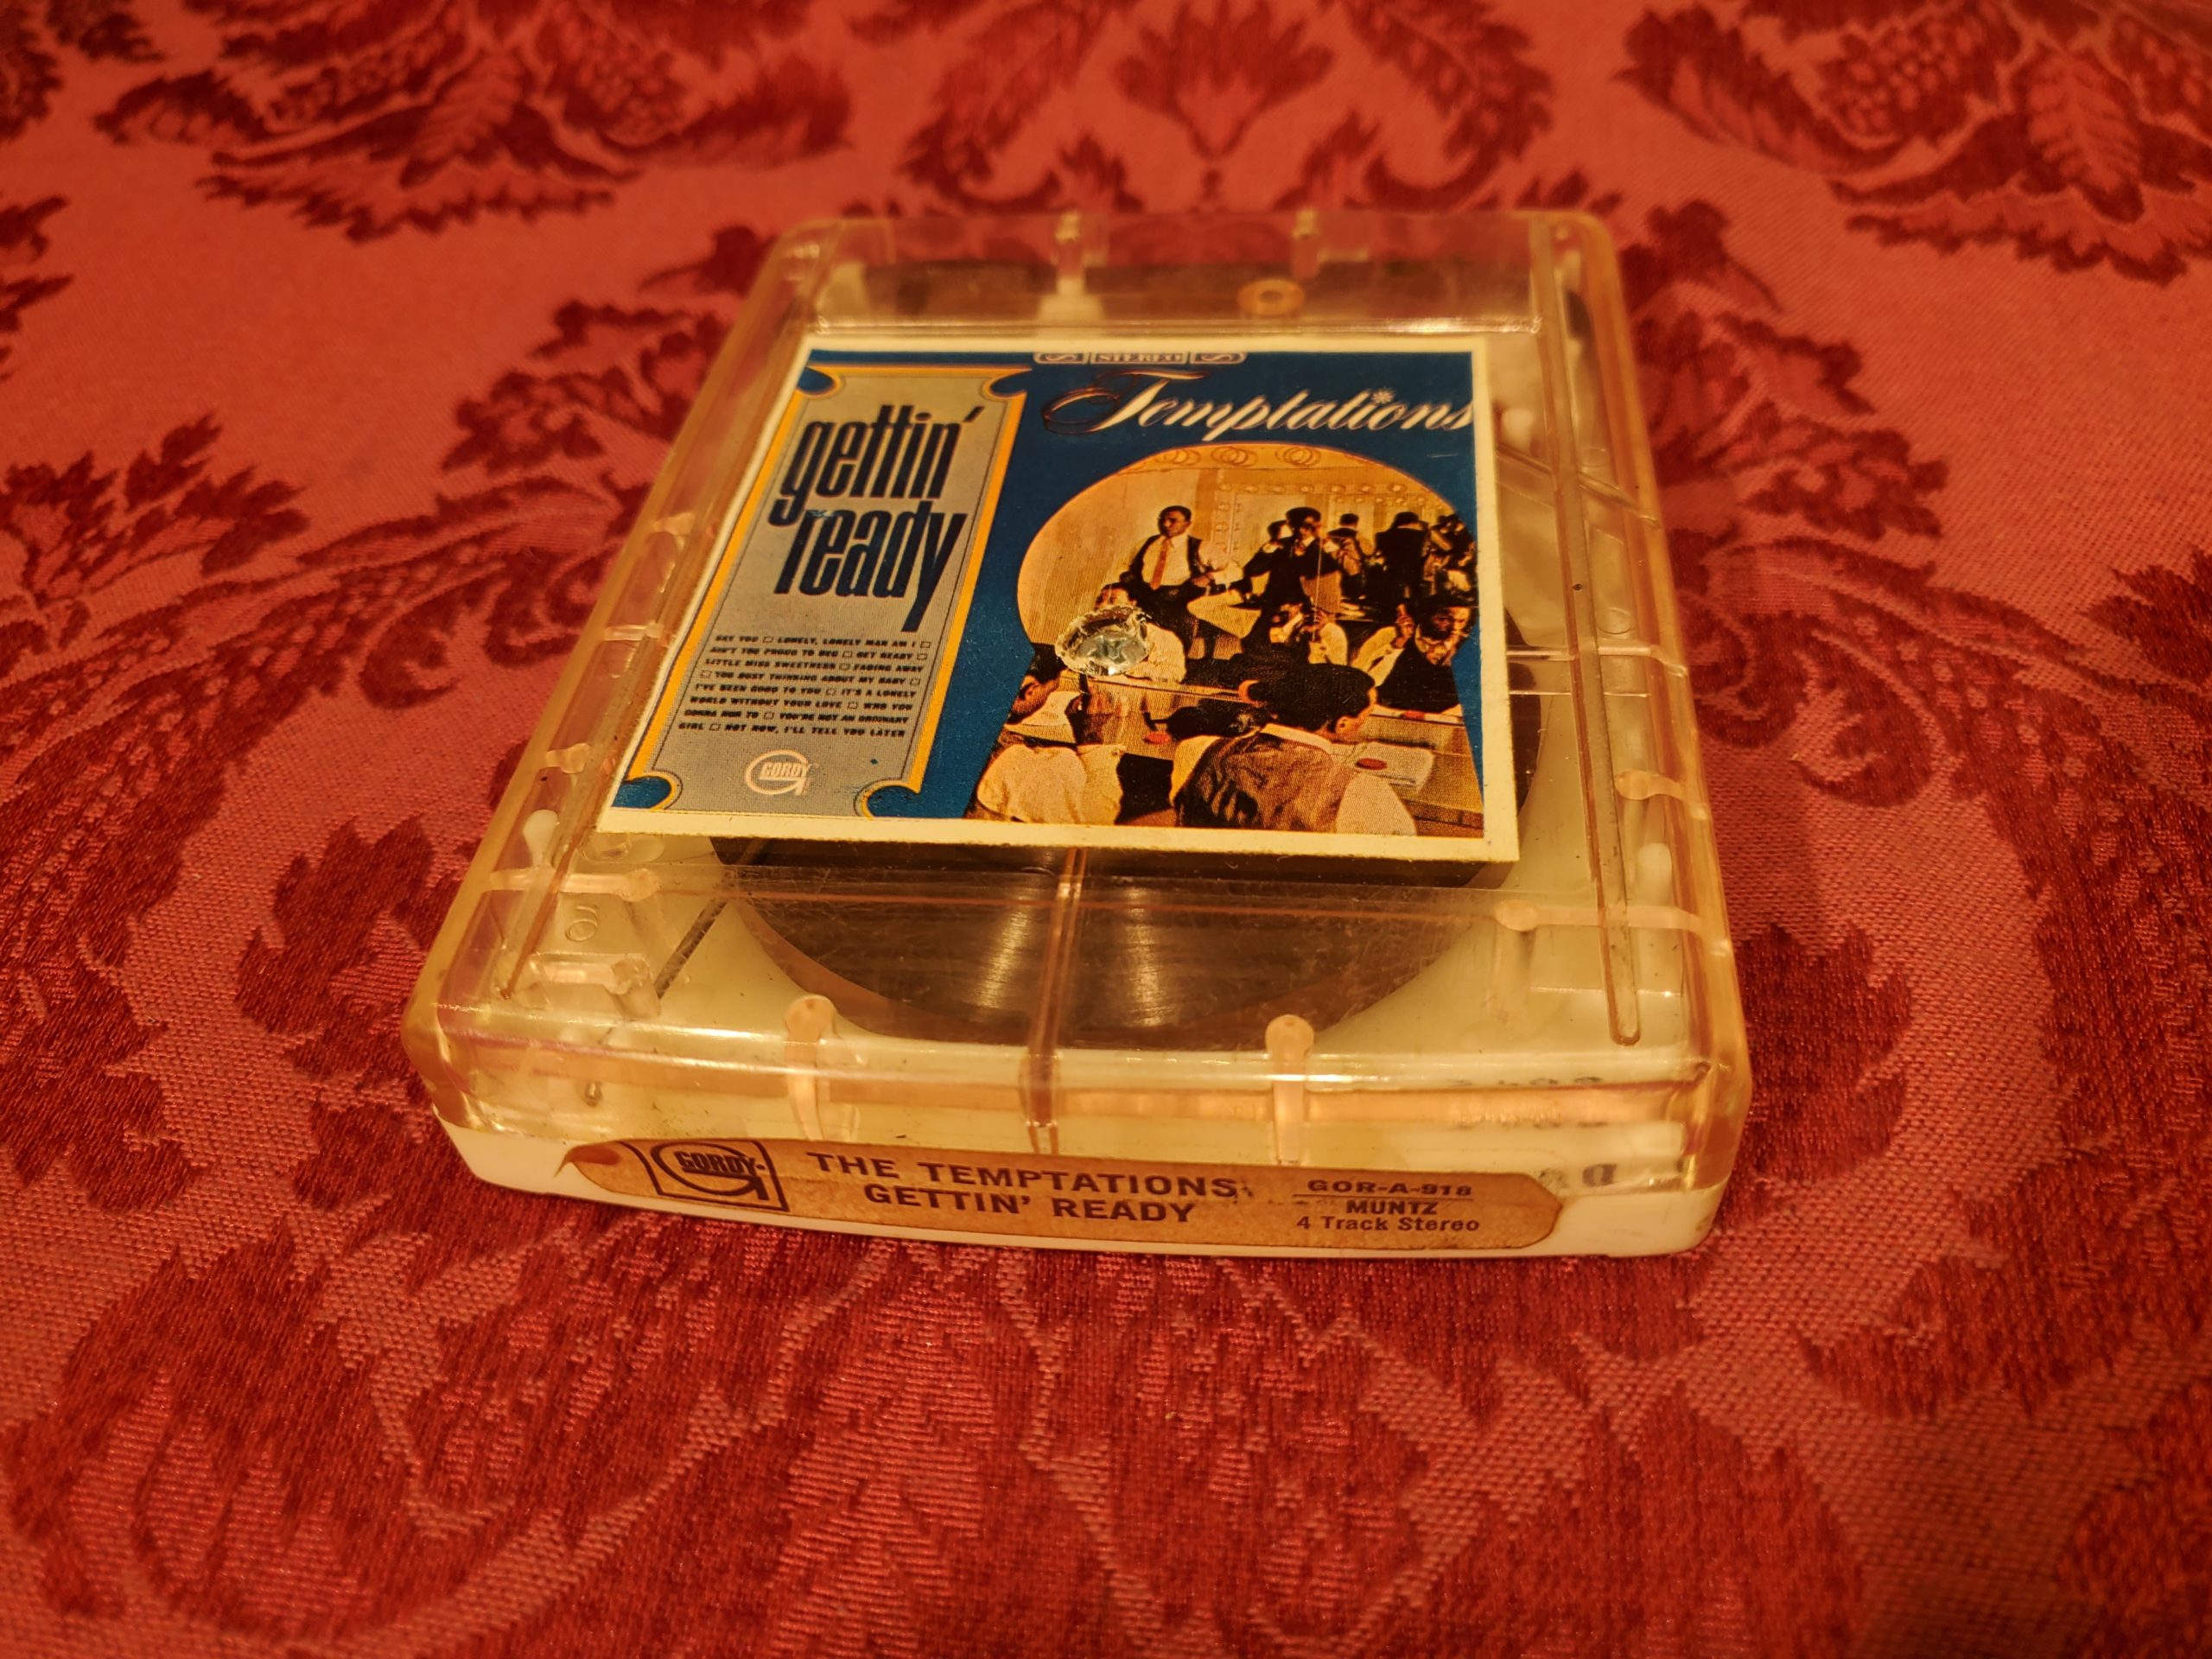 STEREO
Temptations
gettin'
ready
SAY YOU □ LONELY, LONELY MAN AM I □
AIN'T TOO PROUD TO BEG □ GET READY □
LITTLE MISS SWEETNESS □ FADING AWAY
□ TOO BUSY THINKING ABOUT MY BABY □
I'VE BEEN GOOD TO YOU □ IT'S A LONELY
WORLD WITHOUT YOUR LOVE □ WHO YOU
GONNA RUN TO □ YOU'RE NOT AN ORDINARY
GIRL □ NOT NOW, I'LL TELL YOU LATER
GORDY
GORDY
THE TEMPTATIONS
GETTIN' READY
GOR-A-918
MUNTZ
4 Track Stereo